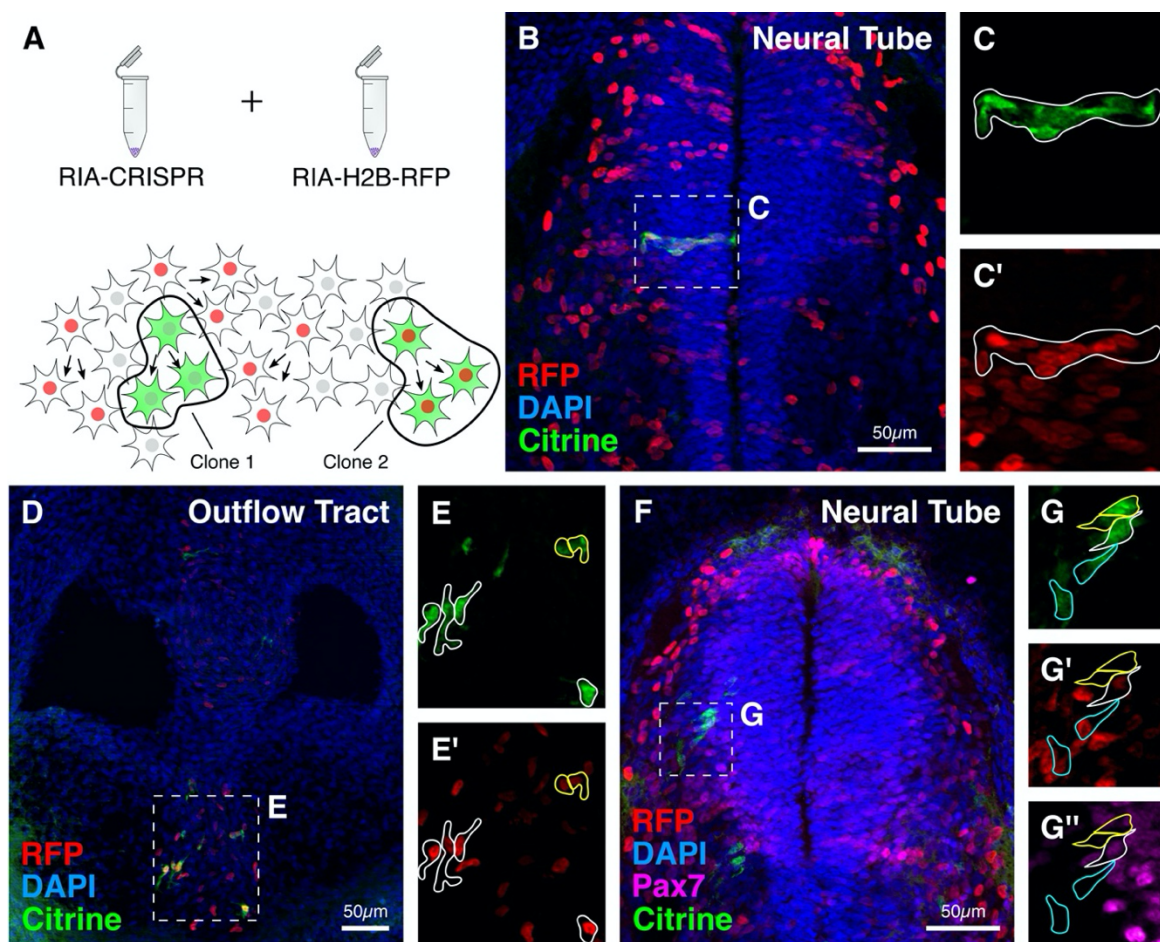 A
+
RIA-CRISPR
RIA-H2B-RFP
Clone 1
Clone 2
B
Neural Tube
C
RFP
DAPI
Citrine
50µm
C
C'
D
Outflow Tract
E
RFP
DAPI
Citrine
50µm
E
E'
F
Neural Tube
G
RFP
DAPI
Pax7
Citrine
50µm
G
G'
G"